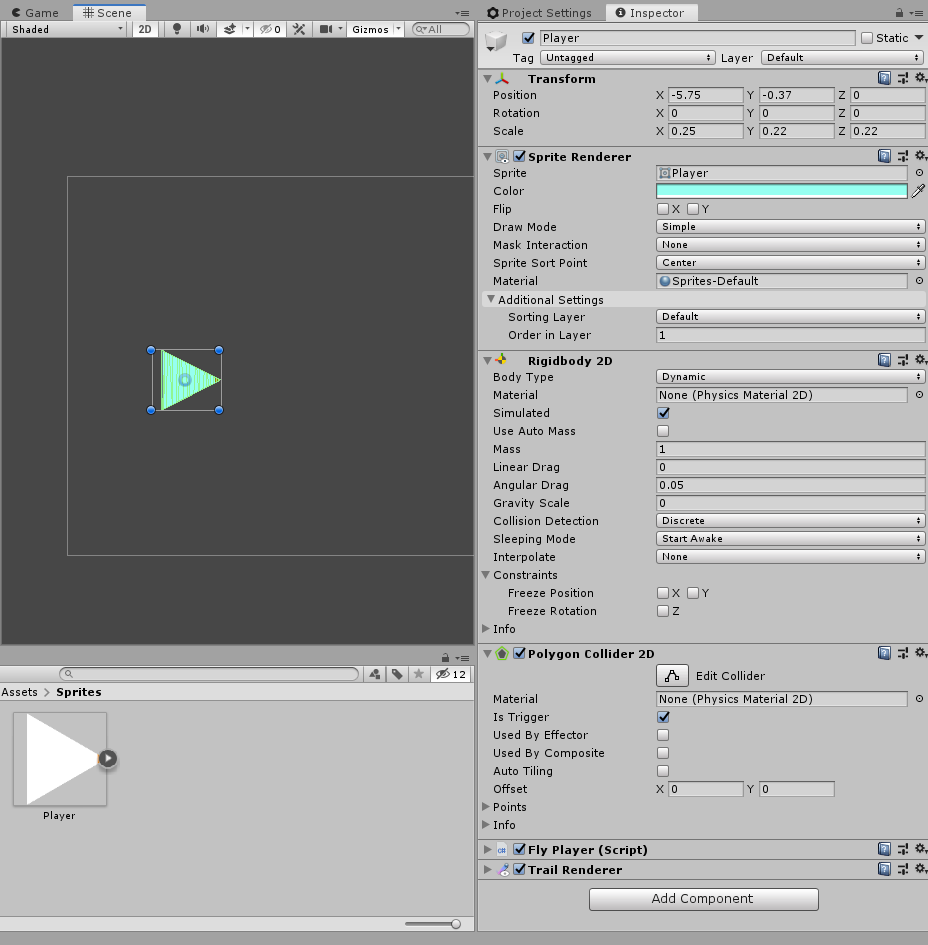 Game Scene
Shaded 2D 0 Gizmos All
Assets Sprites
12
Player
Project Settings Inspector
Player Static
Tag Untagged Layer Default
Transform
Position X -5.75 Y -0.37 Z 0
Rotation X 0 Y 0 Z 0
Scale X 0.25 Y 0.22 Z 0.22
Sprite Renderer
Sprite Player
Color
Flip X Y
Draw Mode Simple
Mask Interaction None
Sprite Sort Point Center
Material Sprites-Default
Additional Settings
Sorting Layer Default
Order in Layer 1
Rigidbody 2D
Body Type Dynamic
Material None (Physics Material 2D)
Simulated
Use Auto Mass
Mass 1
Linear Drag 0
Angular Drag 0.05
Gravity Scale 0
Collision Detection Discrete
Sleeping Mode Start Awake
Interpolate None
Constraints
Freeze Position X Y
Freeze Rotation Z
Info
Polygon Collider 2D
Edit Collider
Material None (Physics Material 2D)
Is Trigger
Used By Effector
Used By Composite
Auto Tiling
Offset X 0 Y 0
Points
Info
C# Fly Player (Script)
Trail Renderer
Add Component